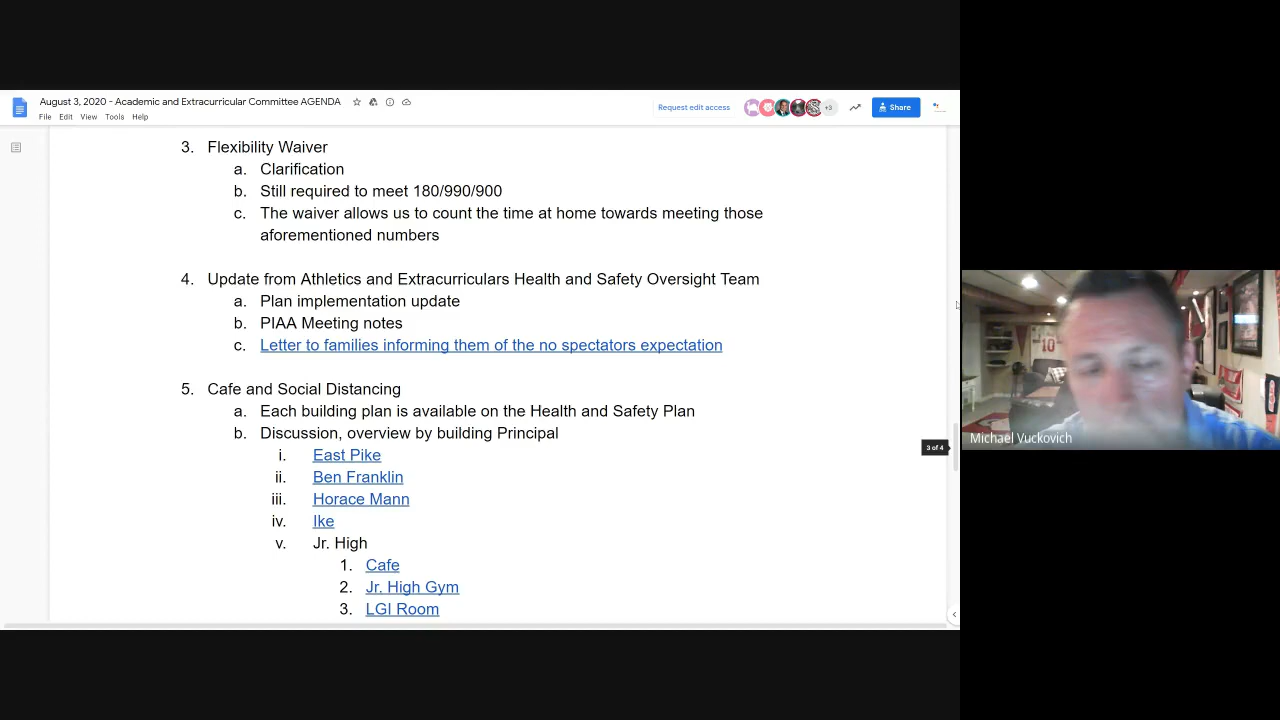 August 3, 2020 - Academic and Extracurricular Committee AGENDA
File Edit View Tools Help
Request edit access
+3
Share
3. Flexibility Waiver
a. Clarification
b. Still required to meet 180/990/900
c. The waiver allows us to count the time at home towards meeting those
aforementioned numbers
4. Update from Athletics and Extracurriculars Health and Safety Oversight Team
a. Plan implementation update
b. PIAA Meeting notes
c. Letter to families informing them of the no spectators expectation
5. Cafe and Social Distancing
a. Each building plan is available on the Health and Safety Plan
b. Discussion, overview by building Principal
i. East Pike
ii. Ben Franklin
iii. Horace Mann
iv. Ike
v. Jr. High
1. Cafe
2. Jr. High Gym
3. LGI Room
3 of 4
10
Michael Vuckovich